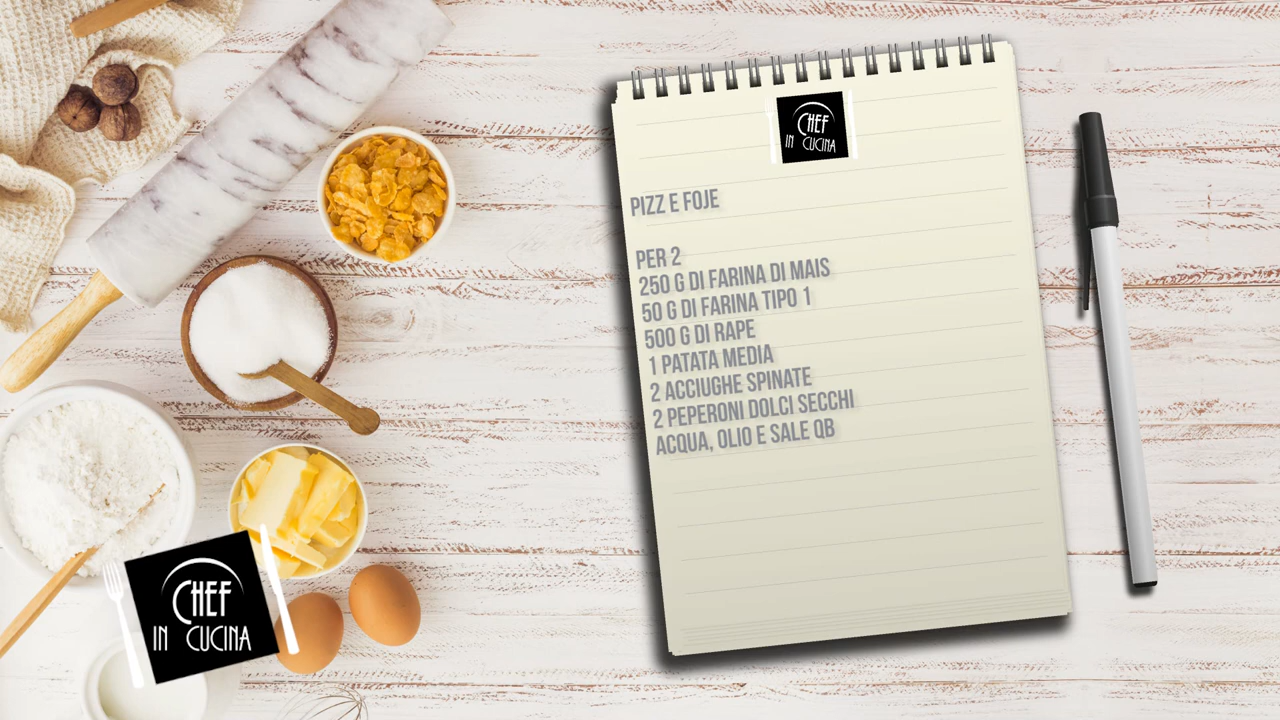 CHEF
IN CUCINA
PIZZ E FOJE
PER 2
250 G DI FARINA DI MAIS
50 G DI FARINA TIPO 1
500 G DI RAPE
1 PATATA MEDIA
2 ACCIUGHE SPINATE
2 PEPERONI DOLCI SECCHI
ACQUA, OLIO E SALE QB
CHEF
IN CUCINA